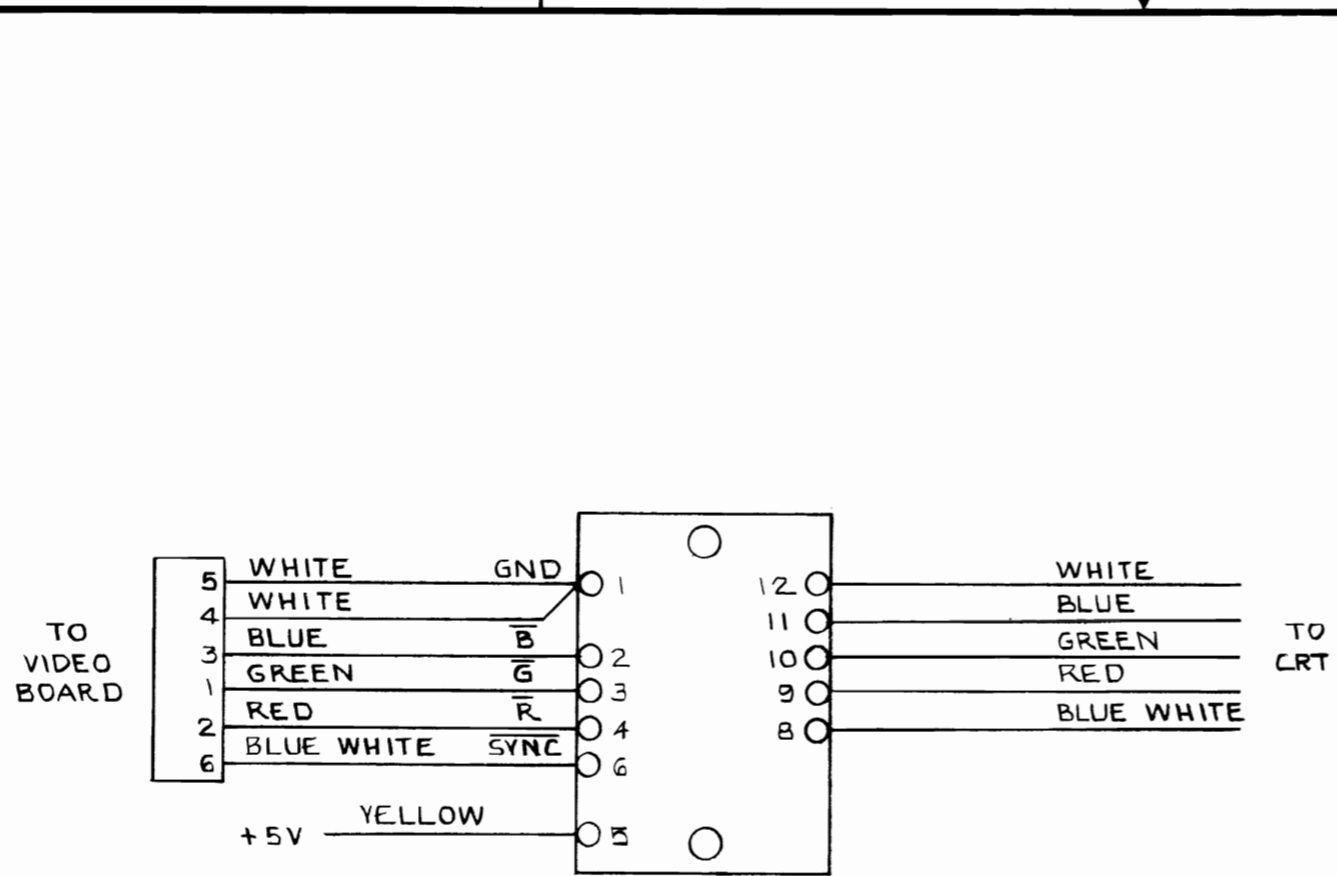 5 WHITE GND 1
4 WHITE
3 BLUE B̅ 2
1 GREEN G̅ 3
2 RED R̅ 4
6 BLUE WHITE S̅Y̅N̅C̅ 6
+5V YELLOW 5
TO
VIDEO
BOARD
12 WHITE
11 BLUE
10 GREEN
9 RED
8 BLUE WHITE
TO
CRT